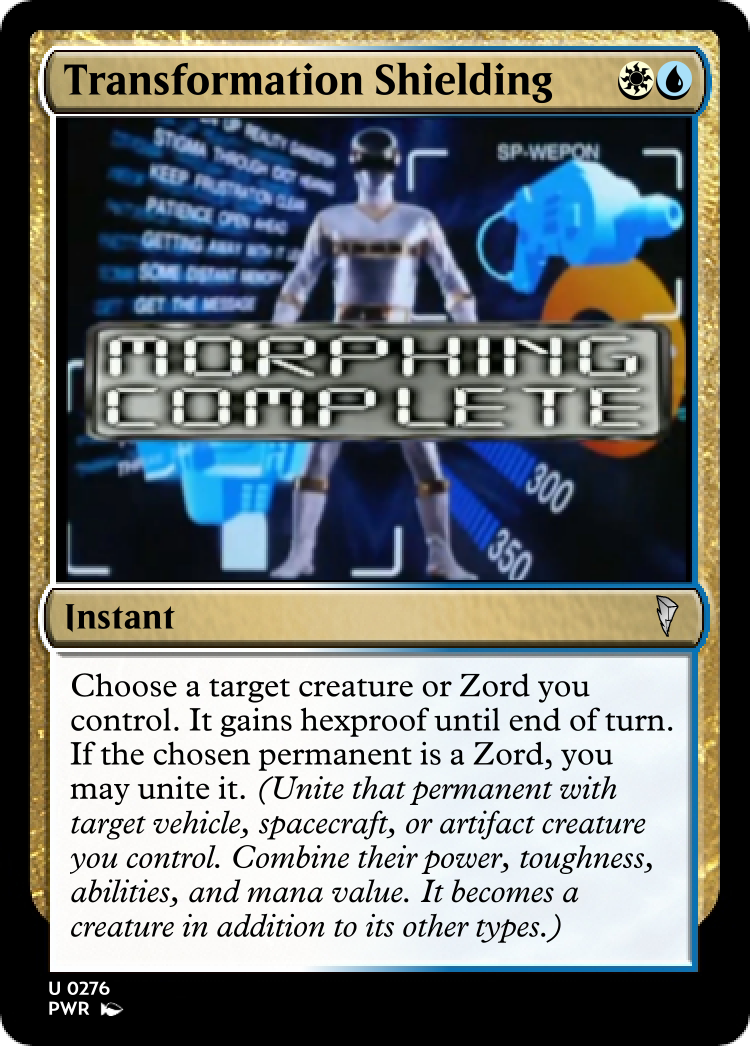 Transformation Shielding
STIGMA THROUGH
KEEP FRUSTRATION CLEAR
PATIENCE OPEN AHEAD
GETTING AWAY WITH IT
SOME DISTANT MEMORY
GET THE MESSAGE
SP-WEPON
MORPHING
COMPLETE
300
350
Instant
Choose a target creature or Zord you
control. It gains hexproof until end of turn.
If the chosen permanent is a Zord, you
may unite it. (Unite that permanent with
target vehicle, spacecraft, or artifact creature
you control. Combine their power, toughness,
abilities, and mana value. It becomes a
creature in addition to its other types.)
U 0276
PWR